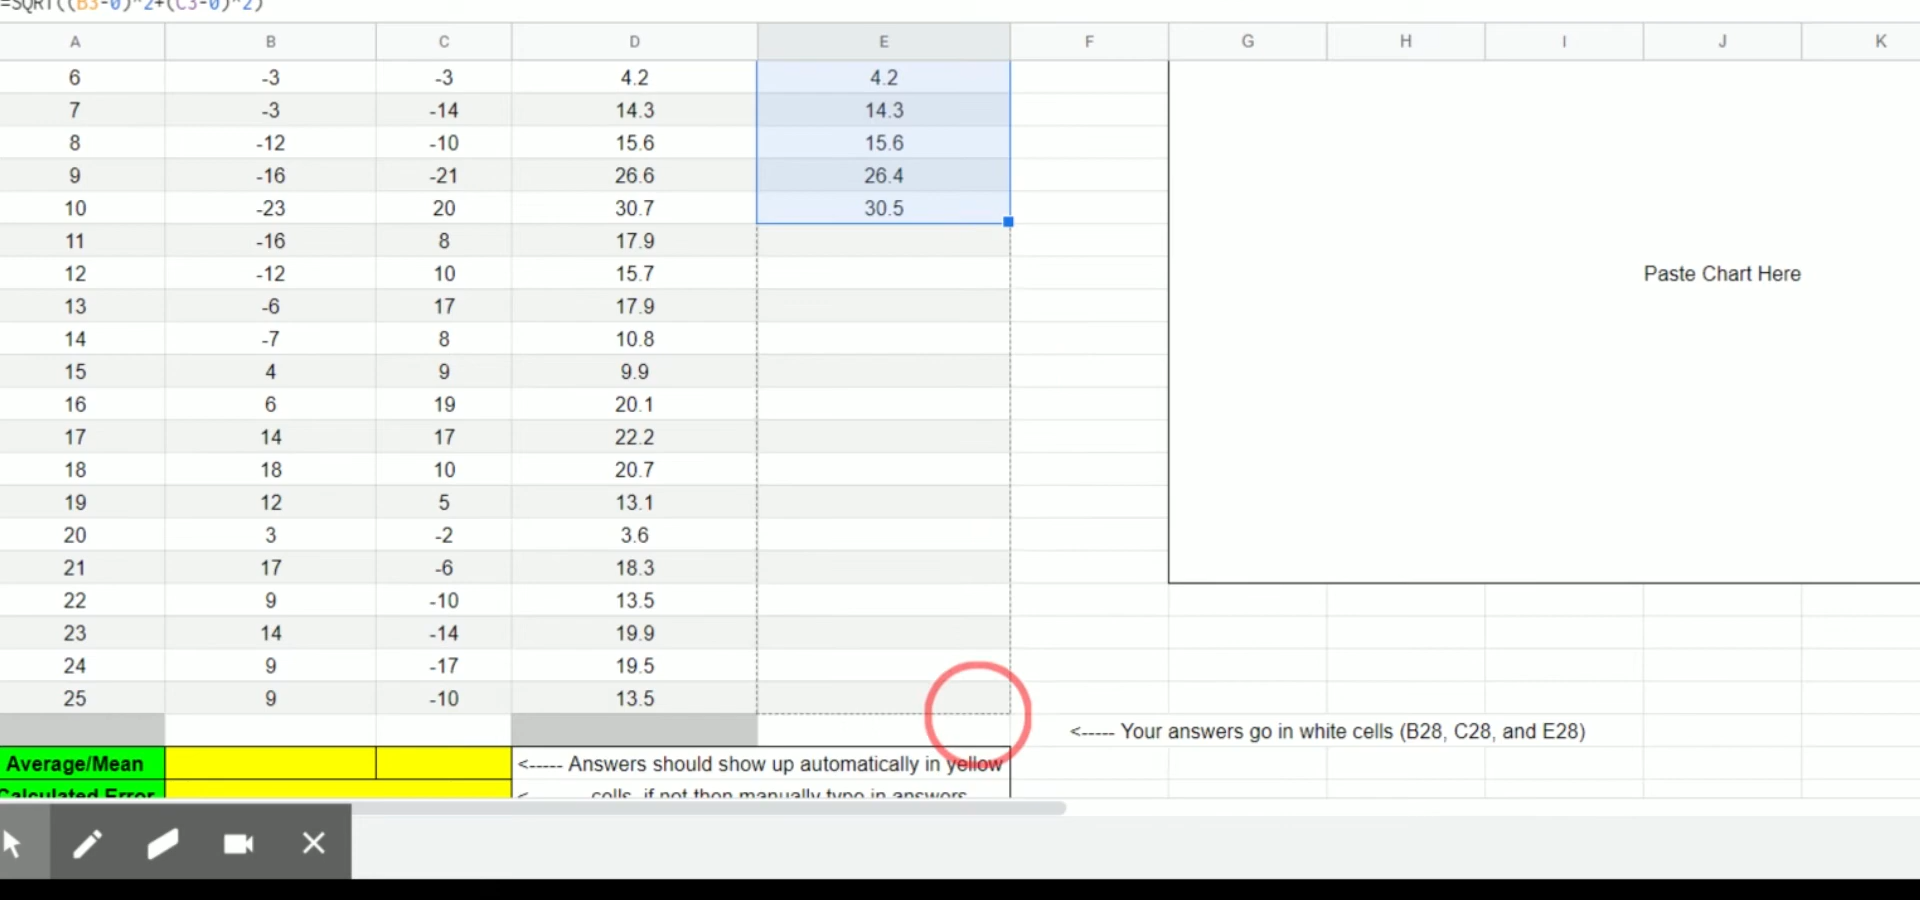 =SQRT((B3-0)^2+(C3-0)^2)
A B C D E F G H I J K
6 -3 -3 4.2 4.2
7 -3 -14 14.3 14.3
8 -12 -10 15.6 15.6
9 -16 -21 26.6 26.4
10 -23 20 30.7 30.5
11 -16 8 17.9
12 -12 10 15.7 Paste Chart Here
13 -6 17 17.9
14 -7 8 10.8
15 4 9 9.9
16 6 19 20.1
17 14 17 22.2
18 18 10 20.7
19 12 5 13.1
20 3 -2 3.6
21 17 -6 18.3
22 9 -10 13.5
23 14 -14 19.9
24 9 -17 19.5
25 9 -10 13.5
<----- Your answers go in white cells (B28, C28, and E28)
Average/Mean <----- Answers should show up automatically in yellow
Calculated Error cells, if not then manually type in answers